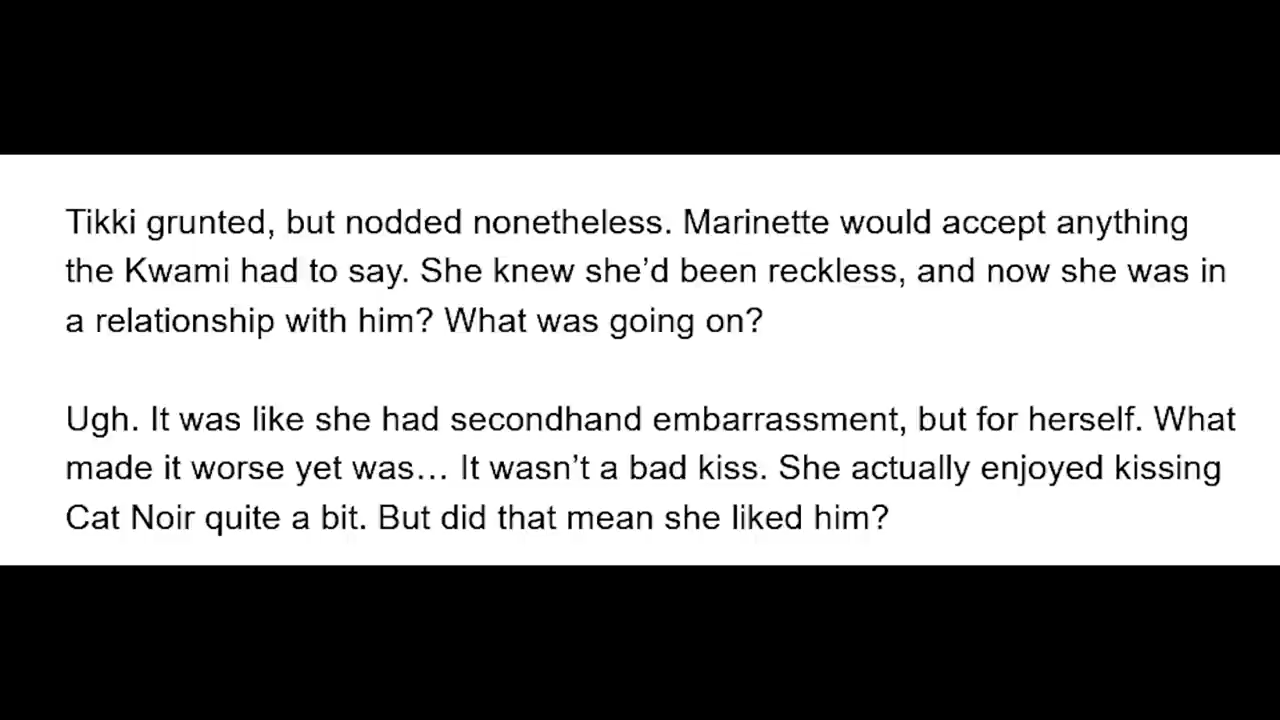 Tikki grunted, but nodded nonetheless. Marinette would accept anything
the Kwami had to say. She knew she’d been reckless, and now she was in
a relationship with him? What was going on?
Ugh. It was like she had secondhand embarrassment, but for herself. What
made it worse yet was… It wasn’t a bad kiss. She actually enjoyed kissing
Cat Noir quite a bit. But did that mean she liked him?